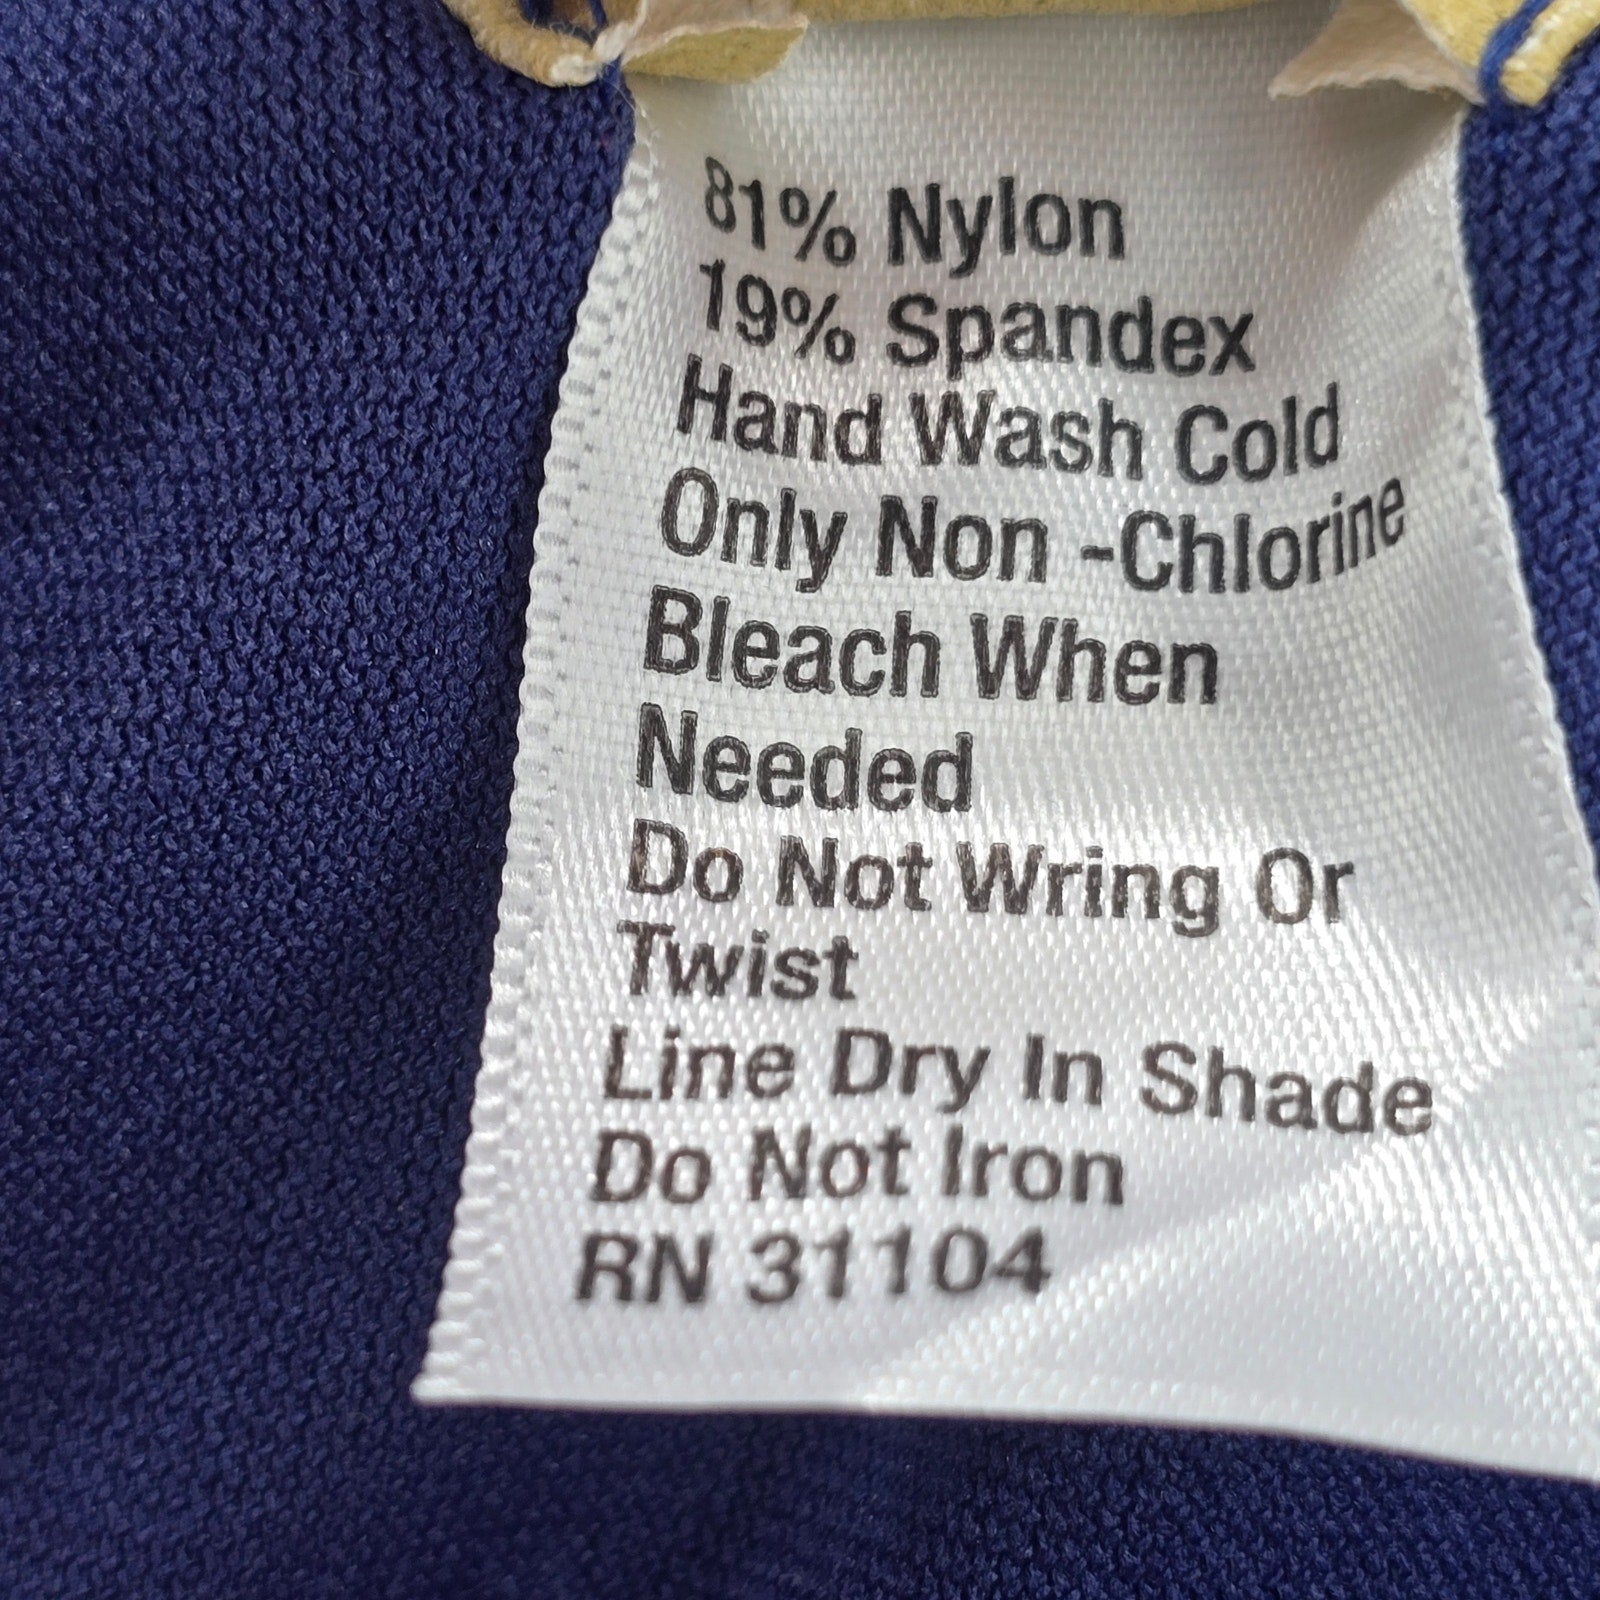 81% Nylon
19% Spandex
Hand Wash Cold
Only Non -Chlorine
Bleach When
Needed
Do Not Wring Or
Twist
Line Dry In Shade
Do Not Iron
RN 31104